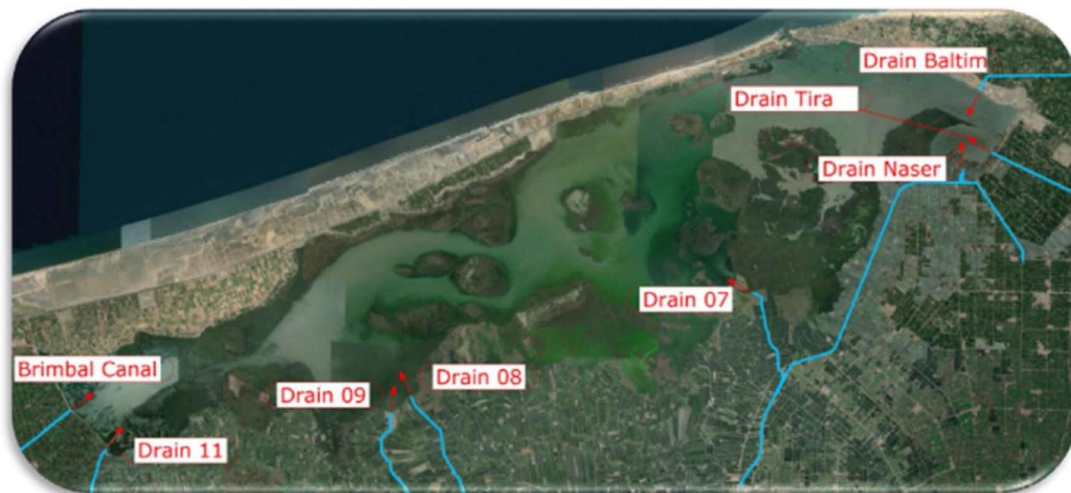 Drain Baltim
Drain Tira
Drain Naser
Drain 07
Brimbal Canal
Drain 09
Drain 08
Drain 11